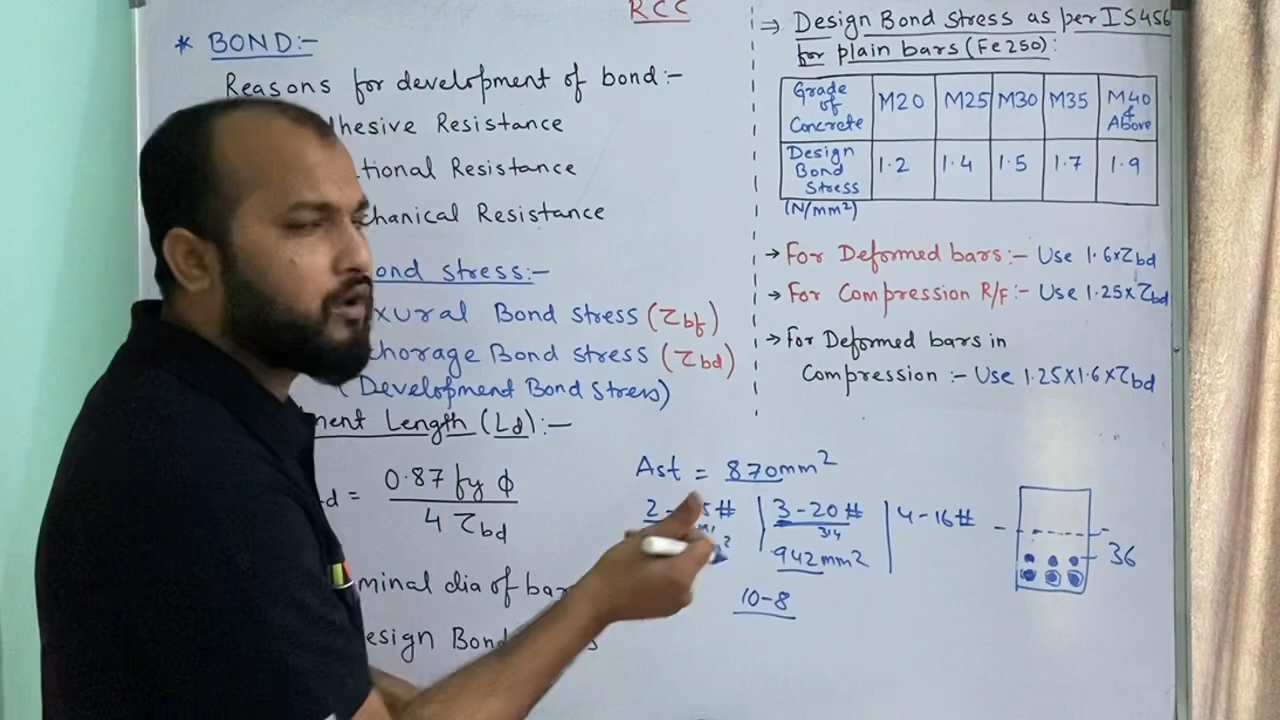 RCC
* BOND:-
Reasons for development of bond:-
dhesive Resistance
tional Resistance
chanical Resistance
ond stress:-
xural Bond stress (τbf)
chorage Bond stress (τbd)
(Development Bond Stress)
ment Length (Ld):-
d = 0.87 fy ϕ
4 τbd
minal dia of bar
esign Bond
⇒ Design Bond Stress as per IS456
for plain bars (Fe250):
Grade of Concrete M20 M25 M30 M35 M40 & Above
Design Bond Stress 1.2 1.4 1.5 1.7 1.9
(N/mm²)
→ For Deformed bars:- Use 1.6×τbd
→ For Compression R/F:- Use 1.25×τbd
→ For Deformed bars in
Compression :- Use 1.25×1.6×τbd
Ast = 870mm²
2- 5# 3-20# 4-16#
314
942mm²
10-8
36